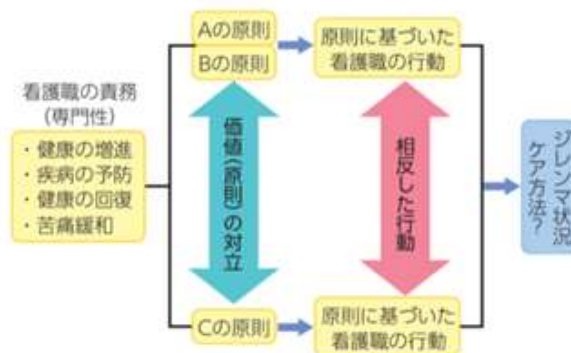 看護職の責務
(専門性)
・健康の増進
・疾病の予防
・健康の回復
・苦痛緩和
Aの原則
Bの原則
原則に基づいた
看護職の行動
価値(原則)の対立
相反した行動
Cの原則
原則に基づいた
看護職の行動
ジレンマ状況
ケア方法?